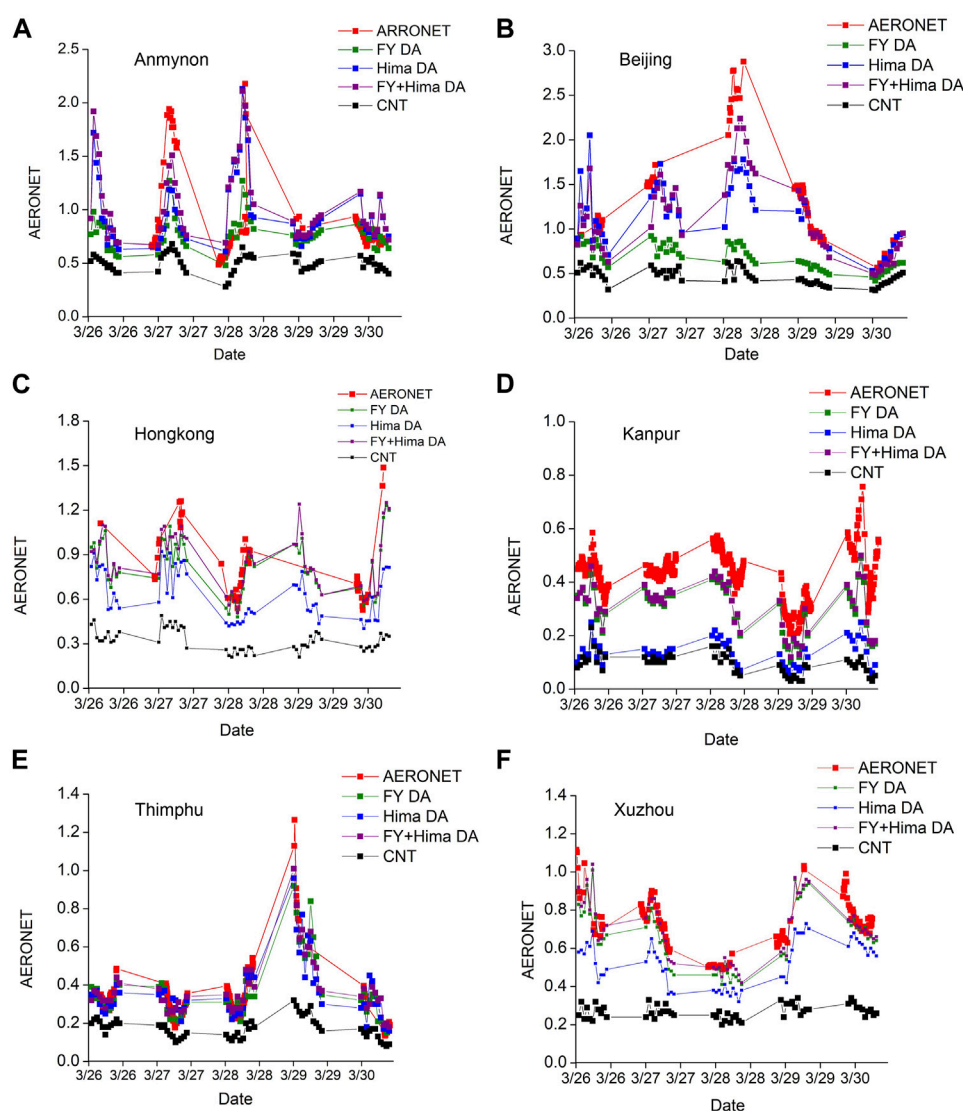 A
Anmynon
ARRONET
FY DA
Hima DA
FY+Hima DA
CNT
2.5
2.0
1.5
1.0
0.5
0.0
AERONET
3/26 3/26 3/27 3/27 3/28 3/28 3/29 3/29 3/30
Date
B
Beijing
AERONET
FY DA
Hima DA
FY+Hima DA
CNT
3.0
2.5
2.0
1.5
1.0
0.5
0.0
AERONET
3/26 3/26 3/27 3/27 3/28 3/28 3/29 3/29 3/30
Date
C
Hongkong
AERONET
FY DA
Hima DA
FY+Hima DA
CNT
1.8
1.5
1.2
0.9
0.6
0.3
0.0
AERONET
3/26 3/26 3/27 3/27 3/28 3/28 3/29 3/29 3/30
Date
D
Kanpur
AERONET
FY DA
Hima DA
FY+Hima DA
CNT
1.0
0.8
0.6
0.4
0.2
0.0
AERONET
3/26 3/26 3/27 3/27 3/28 3/28 3/29 3/29 3/30
Date
E
Thimphu
AERONET
FY DA
Hima DA
FY+Hima DA
CNT
1.4
1.2
1.0
0.8
0.6
0.4
0.2
0.0
AERONET
3/26 3/26 3/27 3/27 3/28 3/28 3/29 3/29 3/30
Date
F
Xuzhou
AERONET
FY DA
Hima DA
FY+Hima DA
CNT
1.4
1.2
1.0
0.8
0.6
0.4
0.2
0.0
AERONET
3/26 3/26 3/27 3/27 3/28 3/28 3/29 3/29 3/30
Date